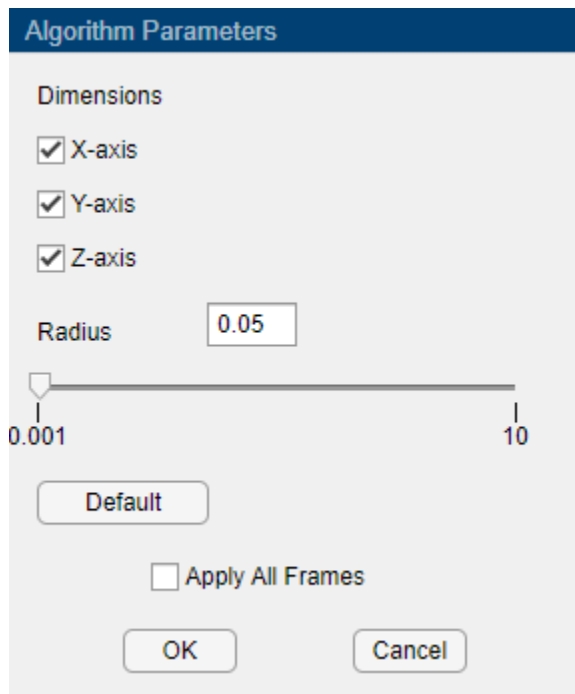 Algorithm Parameters
Dimensions
X-axis
Y-axis
Z-axis
Radius 0.05
0.001 10
Default
Apply All Frames
OK Cancel